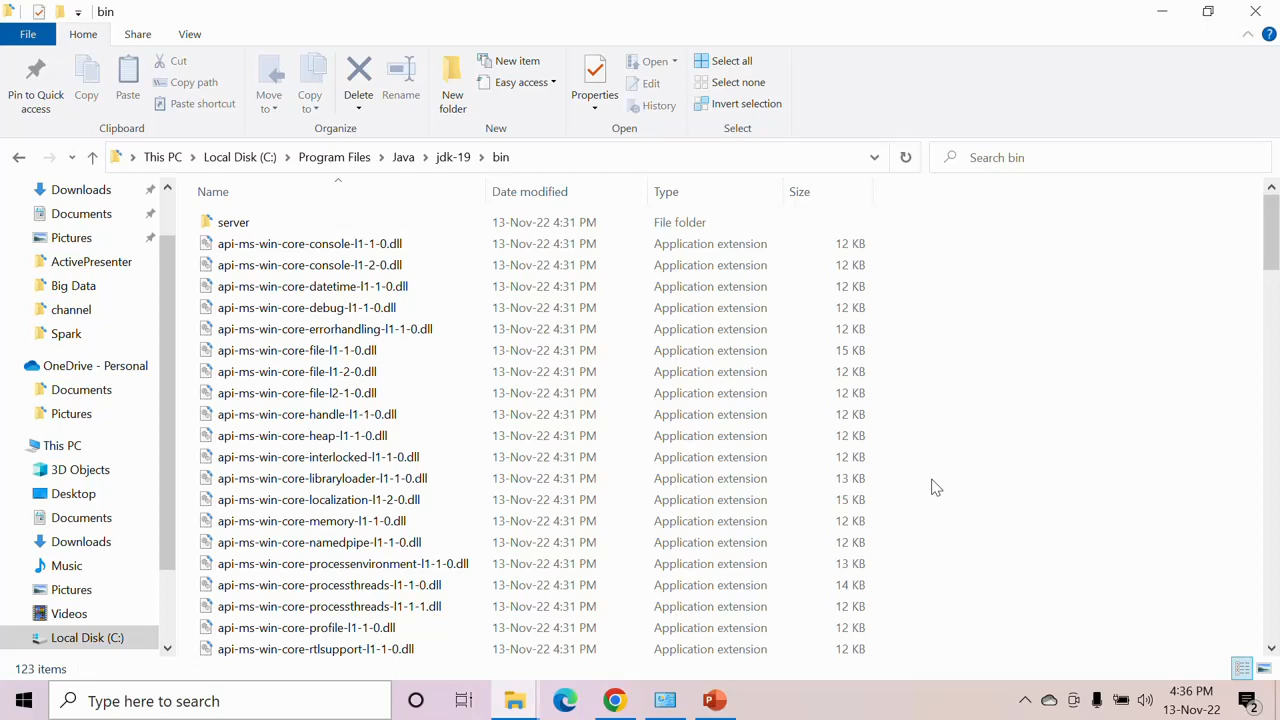 bin
File Home Share View
Pin to Quick access
Copy
Paste
Cut
Copy path
Paste shortcut
Clipboard
Move to
Copy to
Delete
Rename
Organize
New folder
New item
Easy access
New
Properties
Open
Edit
History
Open
Select all
Select none
Invert selection
Select
This PC Local Disk (C:) Program Files Java jdk-19 bin
Search bin
Downloads
Documents
Pictures
ActivePresenter
Big Data
channel
Spark
OneDrive - Personal
Documents
Pictures
This PC
3D Objects
Desktop
Documents
Downloads
Music
Pictures
Videos
Local Disk (C:)
Name Date modified Type Size
server 13-Nov-22 4:31 PM File folder
api-ms-win-core-console-l1-1-0.dll 13-Nov-22 4:31 PM Application extension 12 KB
api-ms-win-core-console-l1-2-0.dll 13-Nov-22 4:31 PM Application extension 12 KB
api-ms-win-core-datetime-l1-1-0.dll 13-Nov-22 4:31 PM Application extension 12 KB
api-ms-win-core-debug-l1-1-0.dll 13-Nov-22 4:31 PM Application extension 12 KB
api-ms-win-core-errorhandling-l1-1-0.dll 13-Nov-22 4:31 PM Application extension 12 KB
api-ms-win-core-file-l1-1-0.dll 13-Nov-22 4:31 PM Application extension 15 KB
api-ms-win-core-file-l1-2-0.dll 13-Nov-22 4:31 PM Application extension 12 KB
api-ms-win-core-file-l2-1-0.dll 13-Nov-22 4:31 PM Application extension 12 KB
api-ms-win-core-handle-l1-1-0.dll 13-Nov-22 4:31 PM Application extension 12 KB
api-ms-win-core-heap-l1-1-0.dll 13-Nov-22 4:31 PM Application extension 12 KB
api-ms-win-core-interlocked-l1-1-0.dll 13-Nov-22 4:31 PM Application extension 12 KB
api-ms-win-core-libraryloader-l1-1-0.dll 13-Nov-22 4:31 PM Application extension 13 KB
api-ms-win-core-localization-l1-2-0.dll 13-Nov-22 4:31 PM Application extension 15 KB
api-ms-win-core-memory-l1-1-0.dll 13-Nov-22 4:31 PM Application extension 12 KB
api-ms-win-core-namedpipe-l1-1-0.dll 13-Nov-22 4:31 PM Application extension 12 KB
api-ms-win-core-processenvironment-l1-1-0.dll 13-Nov-22 4:31 PM Application extension 13 KB
api-ms-win-core-processthreads-l1-1-0.dll 13-Nov-22 4:31 PM Application extension 14 KB
api-ms-win-core-processthreads-l1-1-1.dll 13-Nov-22 4:31 PM Application extension 12 KB
api-ms-win-core-profile-l1-1-0.dll 13-Nov-22 4:31 PM Application extension 12 KB
api-ms-win-core-rtlsupport-l1-1-0.dll 13-Nov-22 4:31 PM Application extension 12 KB
123 items
Type here to search
4:36 PM
13-Nov-22
2